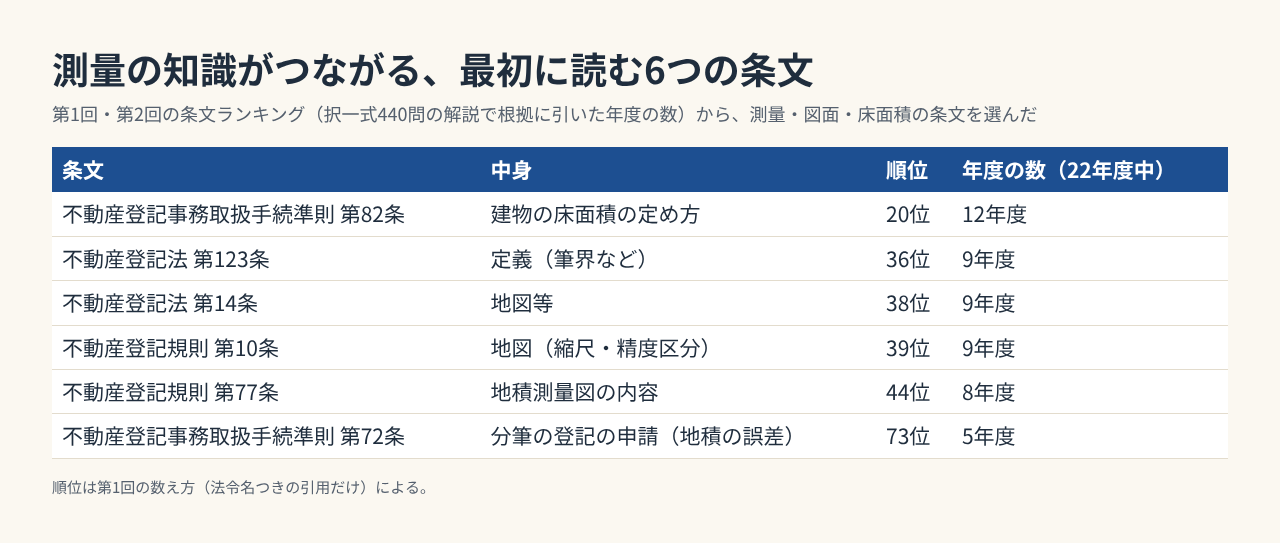 測量の知識がつながる、最初に読む6つの条文
第1回・第2回の条文ランキング（択一式440問の解説で根拠に引いた年度の数）から、測量・図面・床面積の条文を選んだ
条文 中身 順位 年度の数（22年度中）
不動産登記事務取扱手続準則 第82条 建物の床面積の定め方 20位 12年度
不動産登記法 第123条 定義（筆界など） 36位 9年度
不動産登記法 第14条 地図等 38位 9年度
不動産登記規則 第10条 地図（縮尺・精度区分） 39位 9年度
不動産登記規則 第77条 地積測量図の内容 44位 8年度
不動産登記事務取扱手続準則 第72条 分筆の登記の申請（地積の誤差） 73位 5年度
順位は第1回の数え方（法令名つきの引用だけ）による。